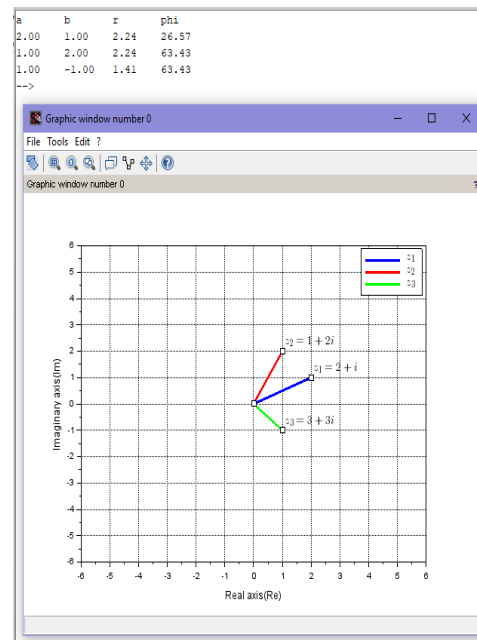 a b r phi
2.00 1.00 2.24 26.57
1.00 2.00 2.24 63.43
1.00 -1.00 1.41 63.43
-->
Graphic window number 0
File Tools Edit ?
Graphic window number 0 ?
z₁
z₂
z₃
6
5
4
3
z₂ = 1 + 2i
2
z₁ = 2 + i
1
0
z₃ = 3 + 3i
-1
-2
-3
-4
-5
-6
Imaginary axis(Im)
-6 -5 -4 -3 -2 -1 0 1 2 3 4 5 6
Real axis(Re)